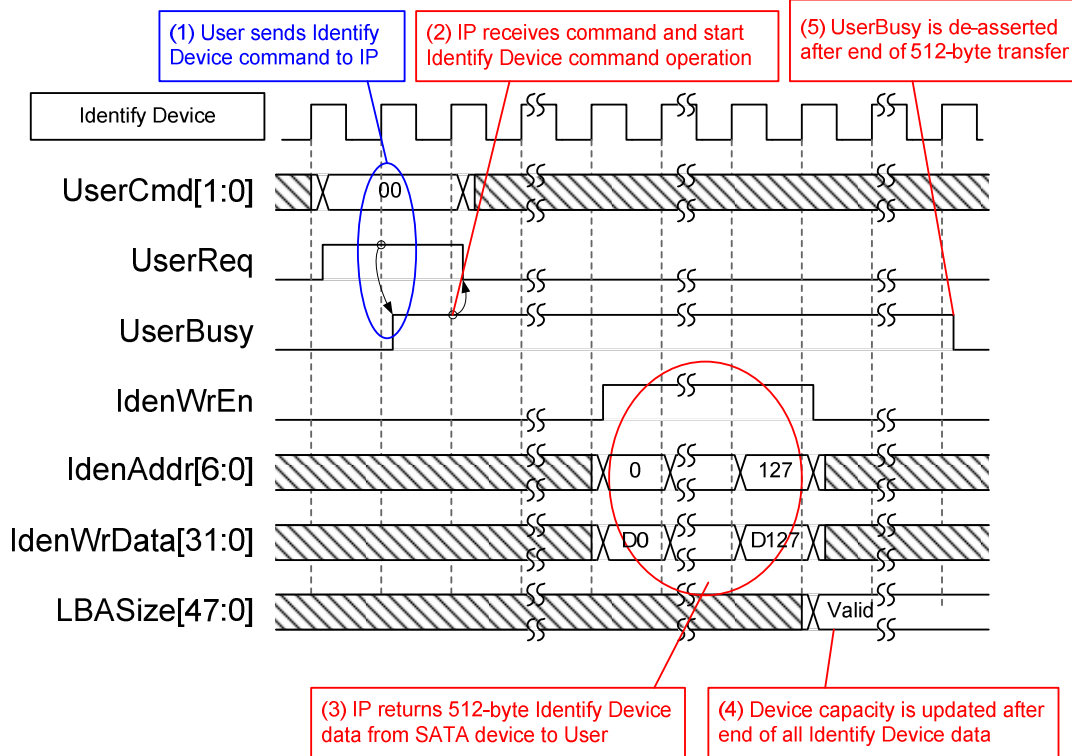 (1) User sends Identify
Device command to IP
(2) IP receives command and start
Identify Device command operation
(5) UserBusy is de-asserted
after end of 512-byte transfer
Identify Device
UserCmd[1:0]
00
UserReq
UserBusy
IdenWrEn
IdenAddr[6:0]
0
127
IdenWrData[31:0]
D0
D127
LBASize[47:0]
Valid
(3) IP returns 512-byte Identify Device
data from SATA device to User
(4) Device capacity is updated after
end of all Identify Device data